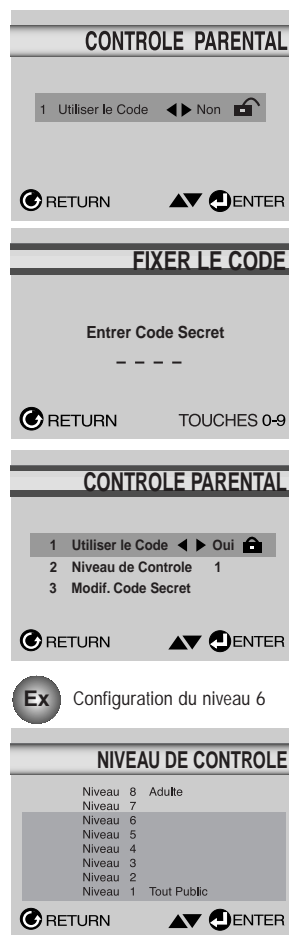 CONTROLE PARENTAL
1 Utiliser le Code ◀ ▶ Non
RETURN ▲▼ ENTER
FIXER LE CODE
Entrer Code Secret
– – – –
RETURN TOUCHES 0-9
CONTROLE PARENTAL
1 Utiliser le Code ◀ ▶ Oui
2 Niveau de Controle 1
3 Modif. Code Secret
RETURN ▲▼ ENTER
Ex Configuration du niveau 6
NIVEAU DE CONTROLE
Niveau 8 Adulte
Niveau 7
Niveau 6
Niveau 5
Niveau 4
Niveau 3
Niveau 2
Niveau 1 Tout Public
RETURN ▲▼ ENTER